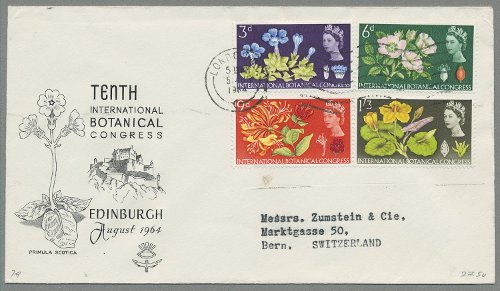 TENTH
INTERNATIONAL
BOTANICAL
CONGRESS
EDINBURGH
August 1964
PRIMULA SCOTICA
3d
INTERNATIONAL BOTANICAL CONGRESS
6d
INTERNATIONAL BOTANICAL CONGRESS
9d
INTERNATIONAL BOTANICAL CONGRESS
1/3
INTERNATIONAL BOTANICAL CONGRESS
LONDON
Messrs. Zumstein & Cie.
Marktgasse 50,
Bern. SWITZERLAND